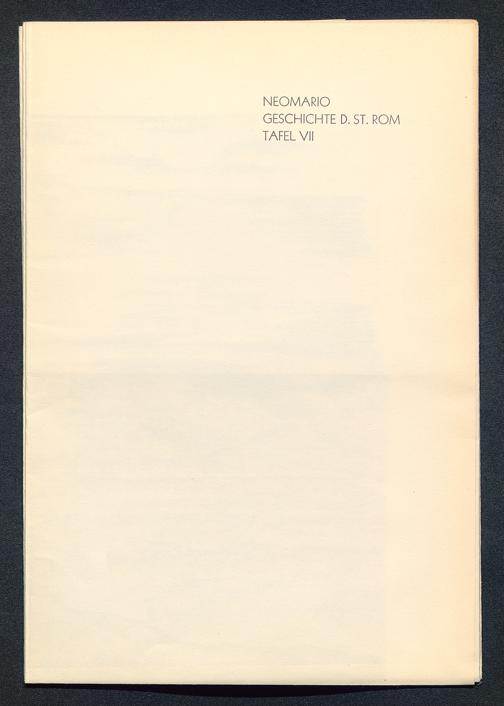 NEOMARIO
GESCHICHTE D. ST. ROM
TAFEL VII